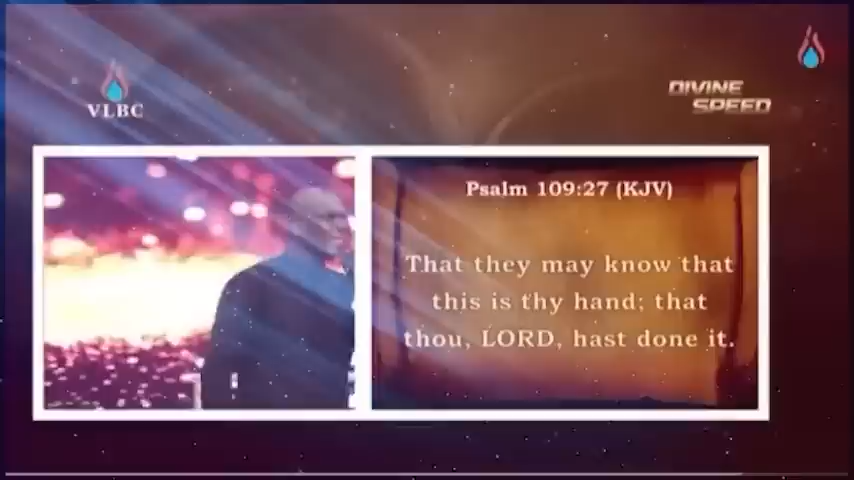 VLBC
DIVINE
SPEED
Psalm 109:27 (KJV)
That they may know that
this is thy hand; that
thou, LORD, hast done it.